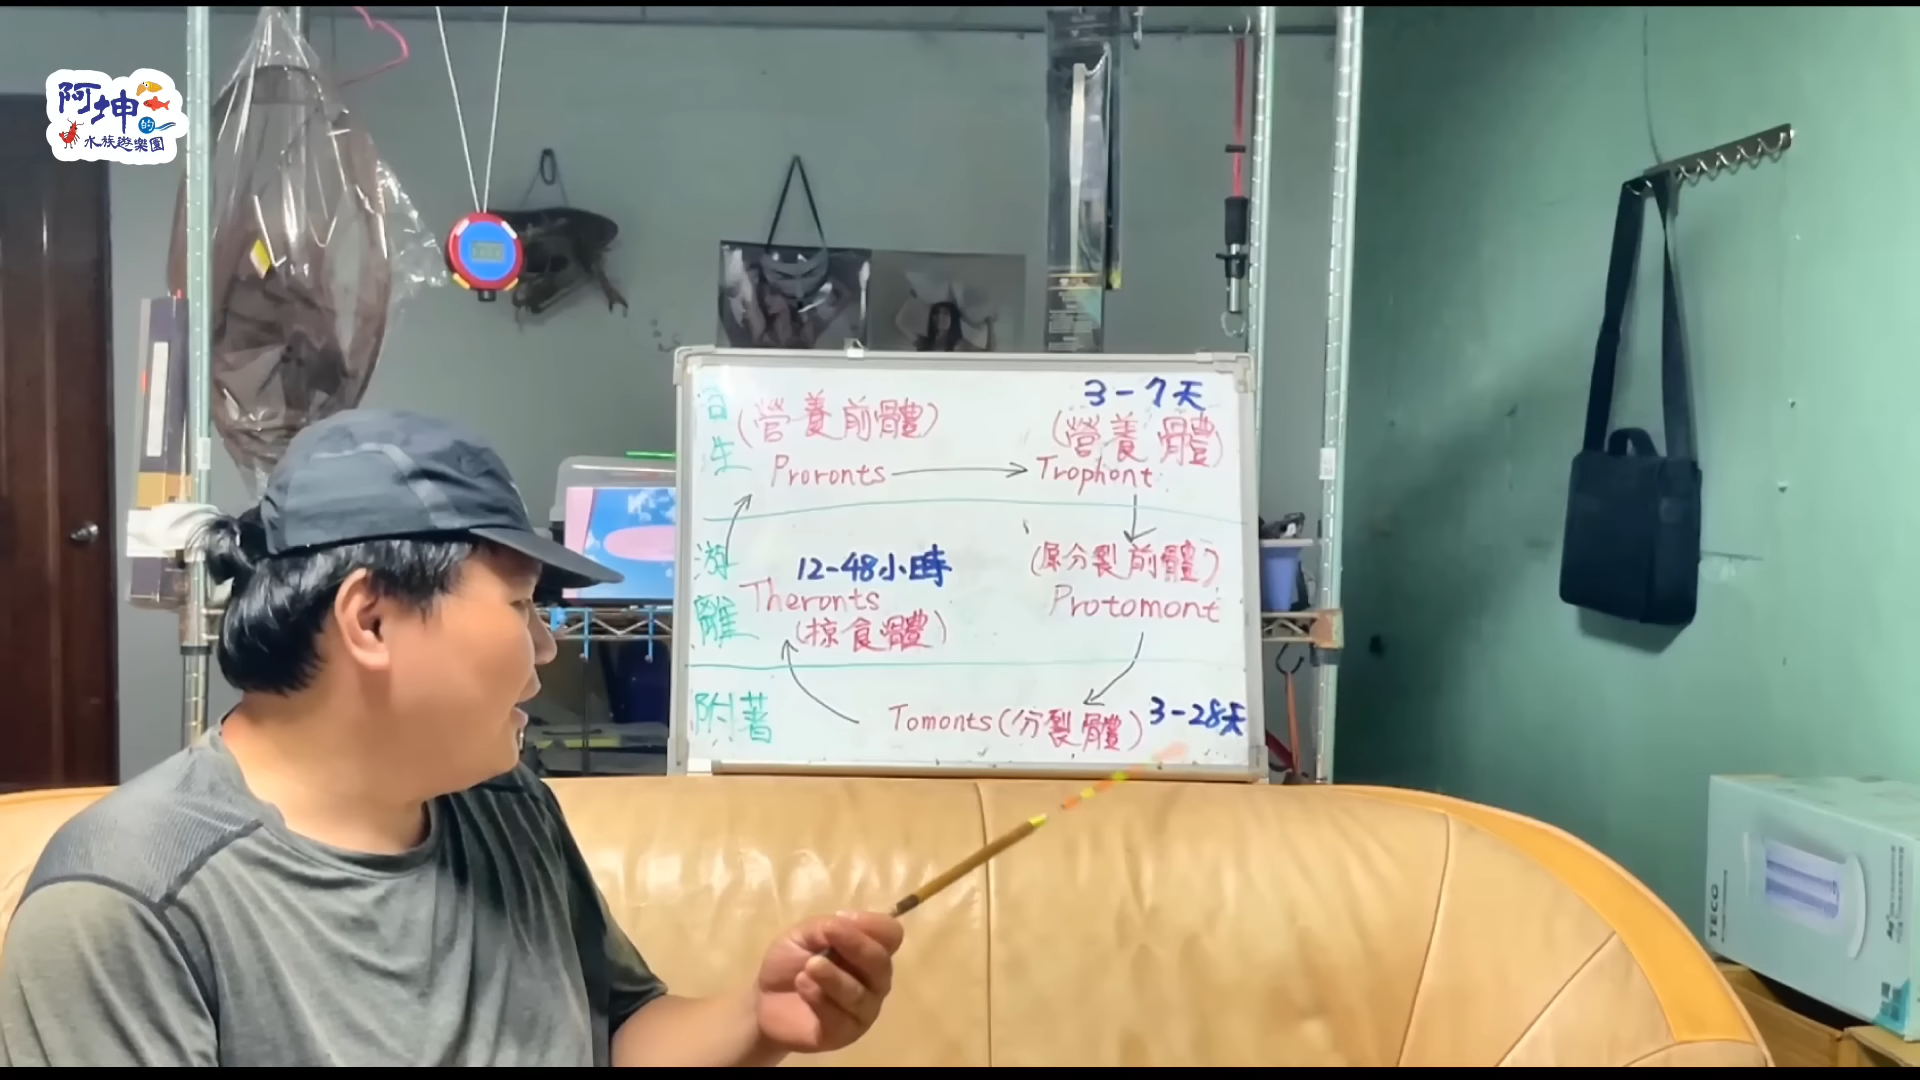 阿坤的
水族遊樂園
3-7天
(營養前體)
(營養體)
Proronts
Trophont
寄生
(原分裂前體)
12-48小時
Theronts
Protomont
(掠食體)
游離
Tomonts(分裂體)
3-28天
附著
TECO